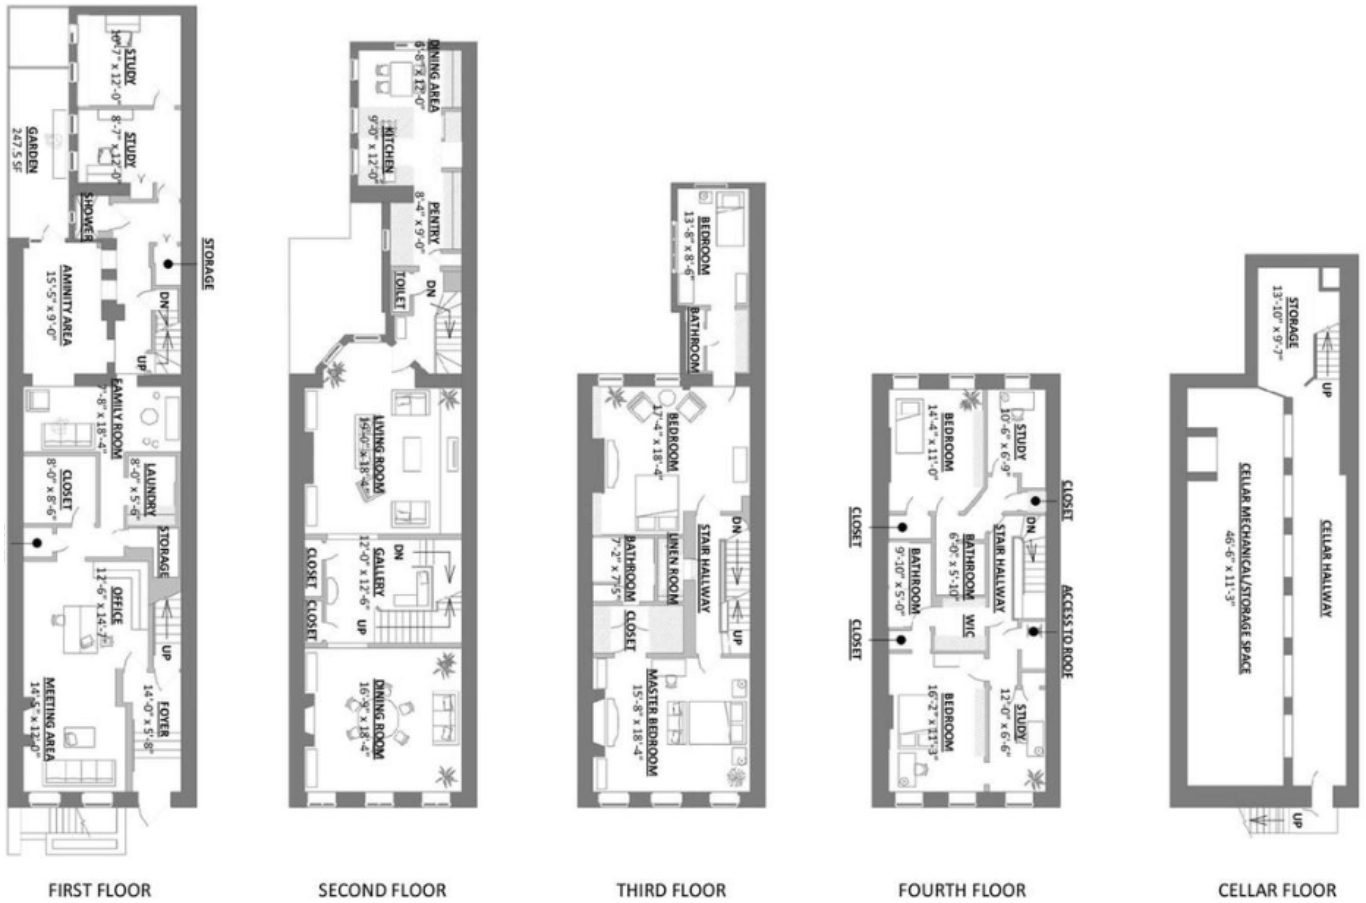 STUDY
10'-7" x 12'-0"
STUDY
8'-7" x 12'-0"
GARDEN
247.5 SF
SHOWER
STORAGE
AMINITY AREA
15'-5" x 9'-0"
DN
UP
FAMILY ROOM
7'-8" x 18'-4"
CLOSET
8'-0" x 8'-6"
LAUNDRY
8'-0" x 5'-6"
STORAGE
OFFICE
12'-6" x 14'-7"
UP
MEETING AREA
14'-5" x 12'-0"
FOYER
14'-0" x 5'-8"
FIRST FLOOR
DINING AREA
6'-8" x 12'-0"
KITCHEN
9'-0" x 12'-0"
PENTRY
8'-4" x 9'-0"
TOILET
DN
LIVING ROOM
19'-0" x 18'-4"
CLOSET
GALLERY
12'-0" x 12'-6"
DN
CLOSET
UP
DINING ROOM
16'-9" x 18'-4"
SECOND FLOOR
BEDROOM
13'-8" x 8'-6"
BATHROOM
BEDROOM
17'-4" x 18'-4"
BATHROOM
7'-2" x 7'5"
LINEN ROOM
STAIR HALLWAY
DN
UP
CLOSET
MASTER BEDROOM
15'-8" x 18'-4"
THIRD FLOOR
BEDROOM
14'-4" x 11'-0"
STUDY
10'-6" x 6'-9"
CLOSET
CLOSET
BATHROOM
9'-10" x 5'-0"
BATHROOM
6'-0" x 5'-10"
STAIR HALLWAY
DN
ACCESS TO ROOF
CLOSET
WIC
BEDROOM
16'-2" x 11'-3"
STUDY
12'-0" x 6'-6"
FOURTH FLOOR
STORAGE
13'-10" x 9'-7"
UP
CELLAR MECHANICAL/STORAGE SPACE
46'-6" x 11'-3"
CELLAR HALLWAY
UP
CELLAR FLOOR